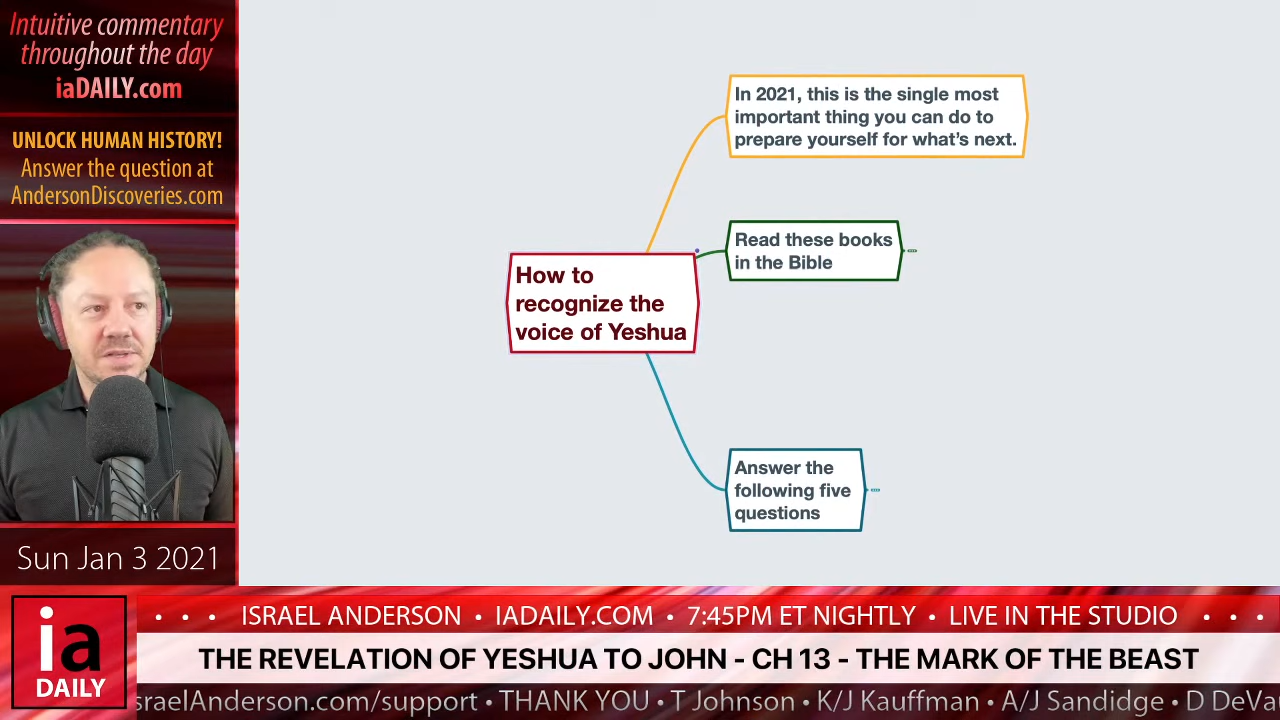 Intuitive commentary
throughout the day
iaDAILY.com
UNLOCK HUMAN HISTORY!
Answer the question at
AndersonDiscoveries.com
In 2021, this is the single most
important thing you can do to
prepare yourself for what's next.
Read these books
in the Bible
How to
recognize the
voice of Yeshua
Answer the
following five
questions
Sun Jan 3 2021
ia
DAILY
• • • ISRAEL ANDERSON • IADAILY.COM • 7:45PM ET NIGHTLY • LIVE IN THE STUDIO • • •
THE REVELATION OF YESHUA TO JOHN - CH 13 - THE MARK OF THE BEAST
sraelAnderson.com/support • THANK YOU • T Johnson • K/J Kauffman • A/J Sandidge • D DeVa